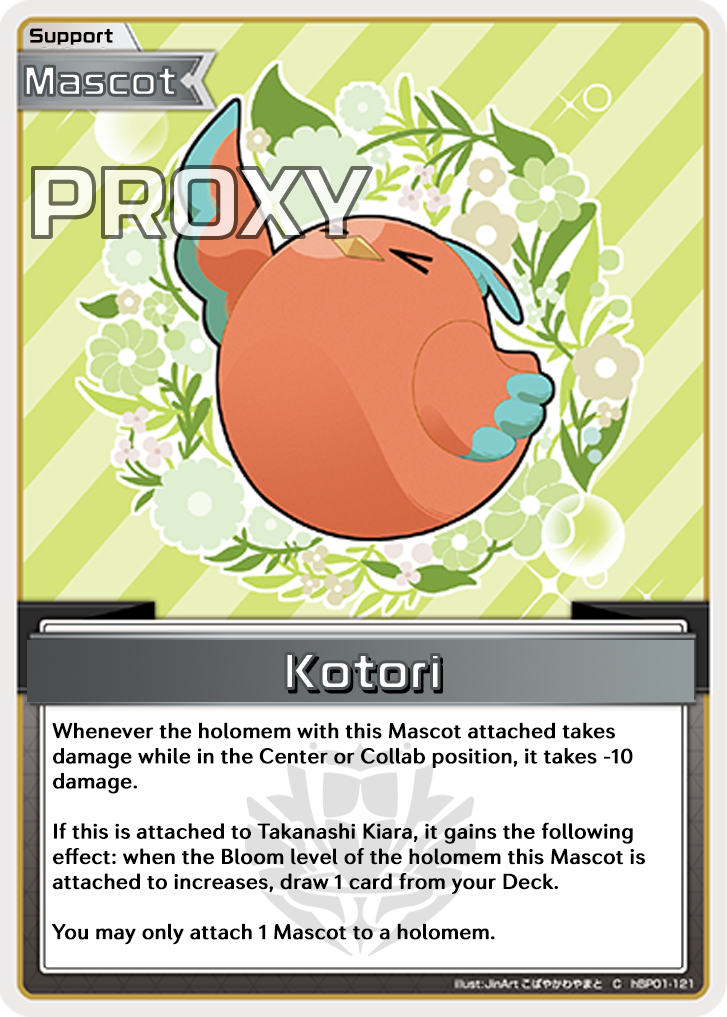 Support
Mascot
PROXY
Kotori
Whenever the holomem with this Mascot attached takes
damage while in the Center or Collab position, it takes -10
damage.
If this is attached to Takanashi Kiara, it gains the following
effect: when the Bloom level of the holomem this Mascot is
attached to increases, draw 1 card from your Deck.
You may only attach 1 Mascot to a holomem.
illust:JinArt こばやかわやまと C hBP01-121